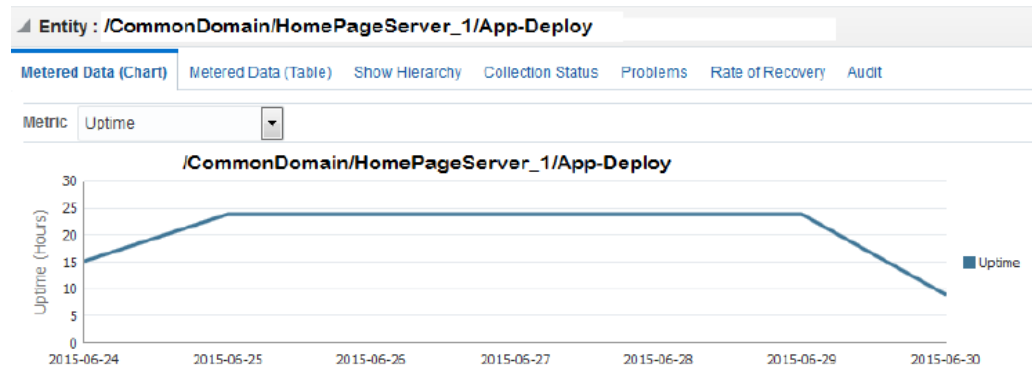 Entity : /CommonDomain/HomePageServer_1/App-Deploy
Metered Data (Chart) Metered Data (Table) Show Hierarchy Collection Status Problems Rate of Recovery Audit
Metric Uptime
/CommonDomain/HomePageServer_1/App-Deploy
30
25
20
15
10
5
0
Uptime (Hours)
Uptime
2015-06-24 2015-06-25 2015-06-26 2015-06-27 2015-06-28 2015-06-29 2015-06-30